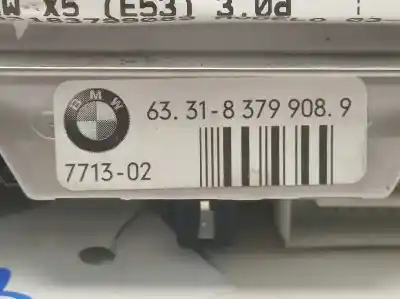 X5 (E53) 3.0d
BMW
63.31-8 379 908.9
7713-02